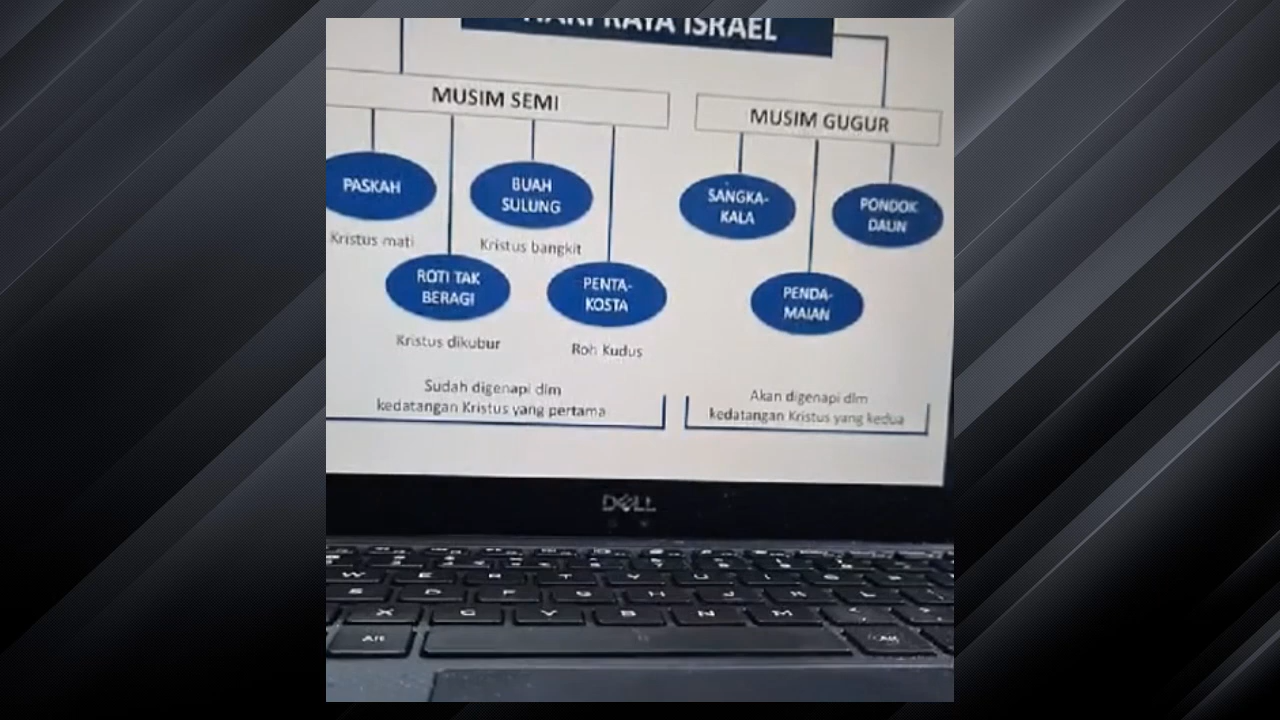 HARI RAYA ISRAEL
MUSIM SEMI
MUSIM GUGUR
PASKAH
Kristus mati
BUAH
SULUNG
Kristus bangkit
ROTI TAK
BERAGI
Kristus dikubur
PENTA-
KOSTA
Roh Kudus
SANGKA-
KALA
PONDOK
DAUN
PENDA-
MAIAN
Sudah digenapi dlm
kedatangan Kristus yang pertama
Akan digenapi dlm
kedatangan Kristus yang kedua
DELL
W E R T Y U I
D F G H J K L
X C V B N M
Alt